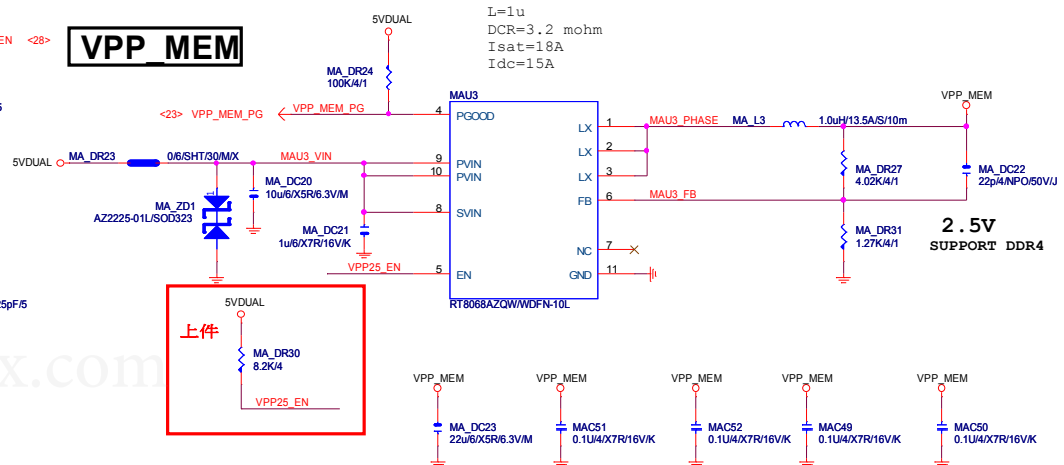 L=1u
DCR=3.2 mohm
Isat=18A
Idc=15A
EN <28>
VPP_MEM
5VDUAL
MA_DR24
100K/4/1
<23> VPP_MEM_PG
VPP_MEM_PG
MAU3
4 PGOOD
9 PVIN
10 PVIN
8 SVIN
5 EN
LX 1
LX 2
LX 3
FB 6
NC 7
GND 11
RT8068AZQW/WDFN-10L
5VDUAL
MA_DR23
0/6/SHT/30/M/X
MAU3_VIN
MA_DC20
10u/6/X5R/6.3V/M
1
MA_ZD1
AZ2225-01L/SOD323
MA_DC21
1u/6/X7R/16V/K
VPP25_EN
MAU3_PHASE
MA_L3
1.0uH/13.5A/S/10m
VPP_MEM
MA_DR27
4.02K/4/1
MA_DC22
22p/4/NPO/50V/J
MAU3_FB
MA_DR31
1.27K/4/1
2.5V
SUPPORT DDR4
25pF/5
5VDUAL
上件
MA_DR30
8.2K/4
VPP25_EN
x.com
VPP_MEM
MA_DC23
22u/6/X5R/6.3V/M
VPP_MEM
MAC51
0.1U/4/X7R/16V/K
VPP_MEM
MAC52
0.1U/4/X7R/16V/K
VPP_MEM
MAC49
0.1U/4/X7R/16V/K
VPP_MEM
MAC50
0.1U/4/X7R/16V/K